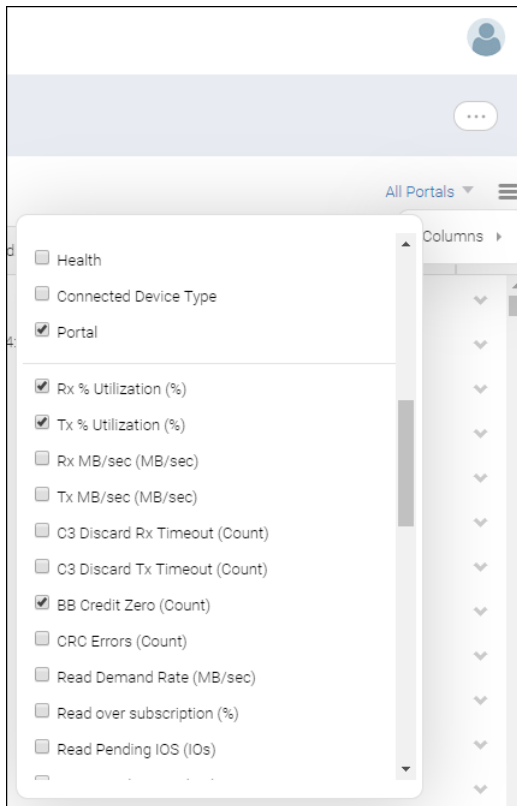 All Portals
Columns
d
Health
Connected Device Type
4:
Portal
Rx % Utilization (%)
Tx % Utilization (%)
Rx MB/sec (MB/sec)
Tx MB/sec (MB/sec)
C3 Discard Rx Timeout (Count)
C3 Discard Tx Timeout (Count)
BB Credit Zero (Count)
CRC Errors (Count)
Read Demand Rate (MB/sec)
Read over subscription (%)
Read Pending IOS (IOs)